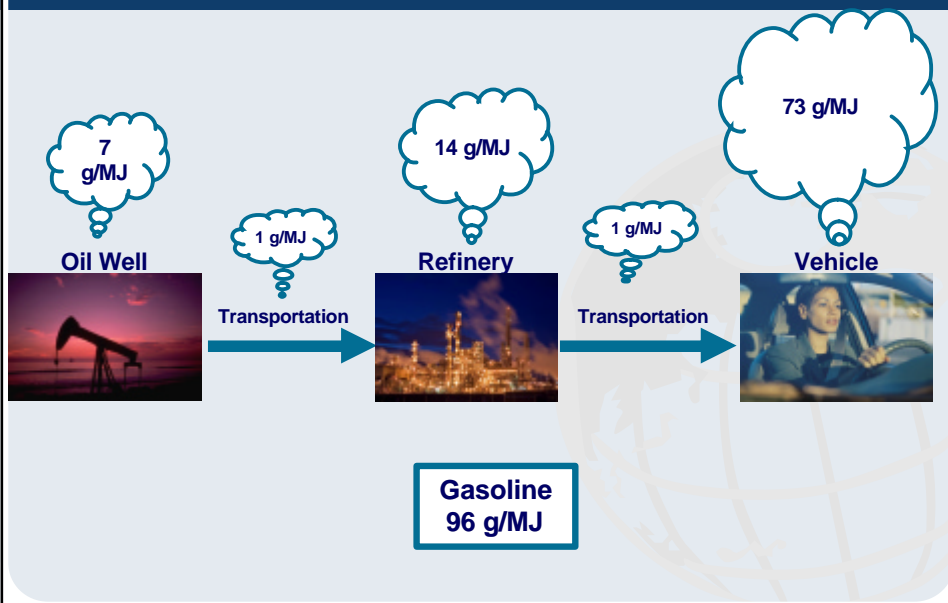 73 g/MJ
7
g/MJ
14 g/MJ
1 g/MJ
1 g/MJ
Oil Well
Refinery
Vehicle
Transportation
Transportation
Gasoline
96 g/MJ